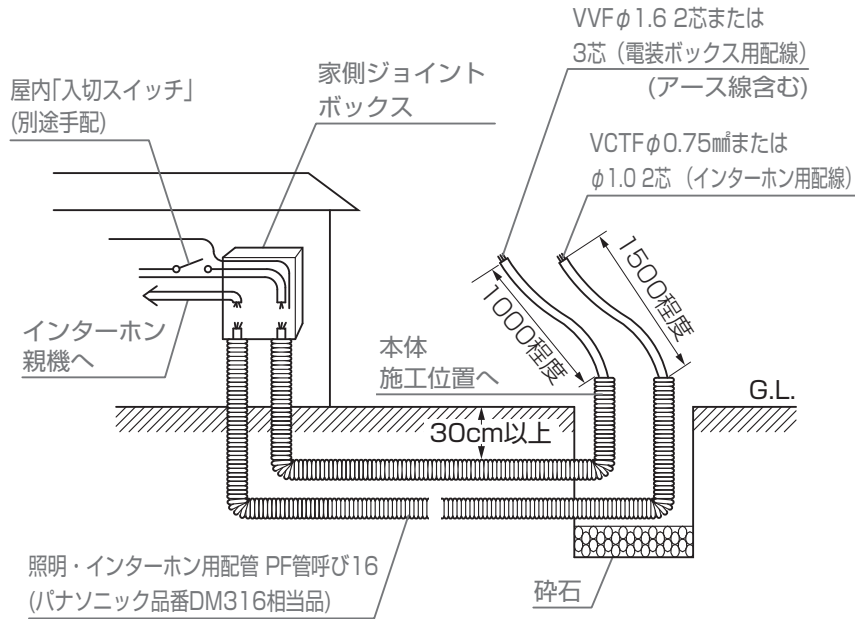 VVFφ1.6 2芯または
3芯（電装ボックス用配線）
(アース線含む)
家側ジョイント
ボックス
屋内「入切スイッチ」
(別途手配)
VCTFφ0.75㎟または
φ1.0 2芯（インターホン用配線）
1500程度
1000程度
インターホン
親機へ
本体
施工位置へ
G.L.
30cm以上
照明・インターホン用配管 PF管呼び16
(パナソニック品番DM316相当品)
砕石